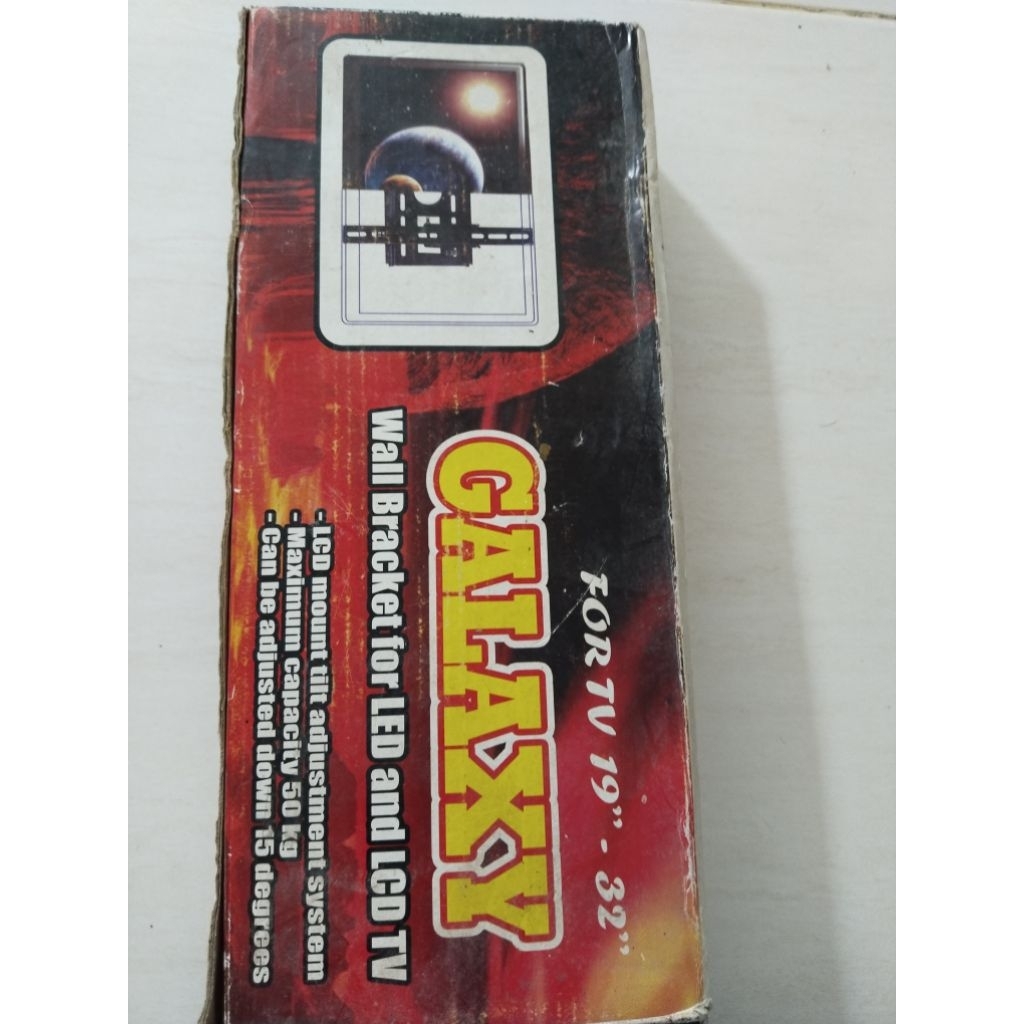 FOR TV 19" - 32"
GALAXY
Wall Bracket for LED and LCD TV
- LCD mount tilt adjustment system
- Maximum capacity 50 kg
- Can be adjusted down 15 degrees